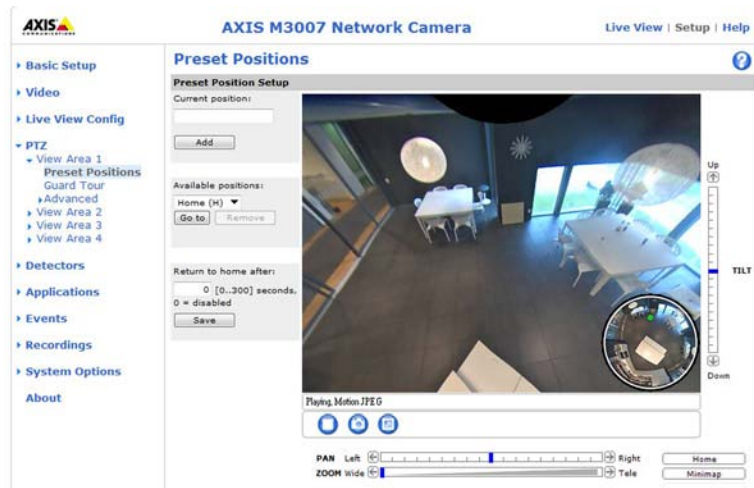 AXIS
COMMUNICATIONS
AXIS M3007 Network Camera
Live View | Setup | Help
Basic Setup
Video
Live View Config
PTZ
View Area 1
Preset Positions
Guard Tour
Advanced
View Area 2
View Area 3
View Area 4
Detectors
Applications
Events
Recordings
System Options
About
Preset Positions
Preset Position Setup
Current position:
Add
Available positions:
Home (H)
Go to Remove
Return to home after:
0 [0..300] seconds,
0 = disabled
Save
Up
TILT
Down
Playing, Motion JPEG
PAN Left Right Home
ZOOM Wide Tele Minimap